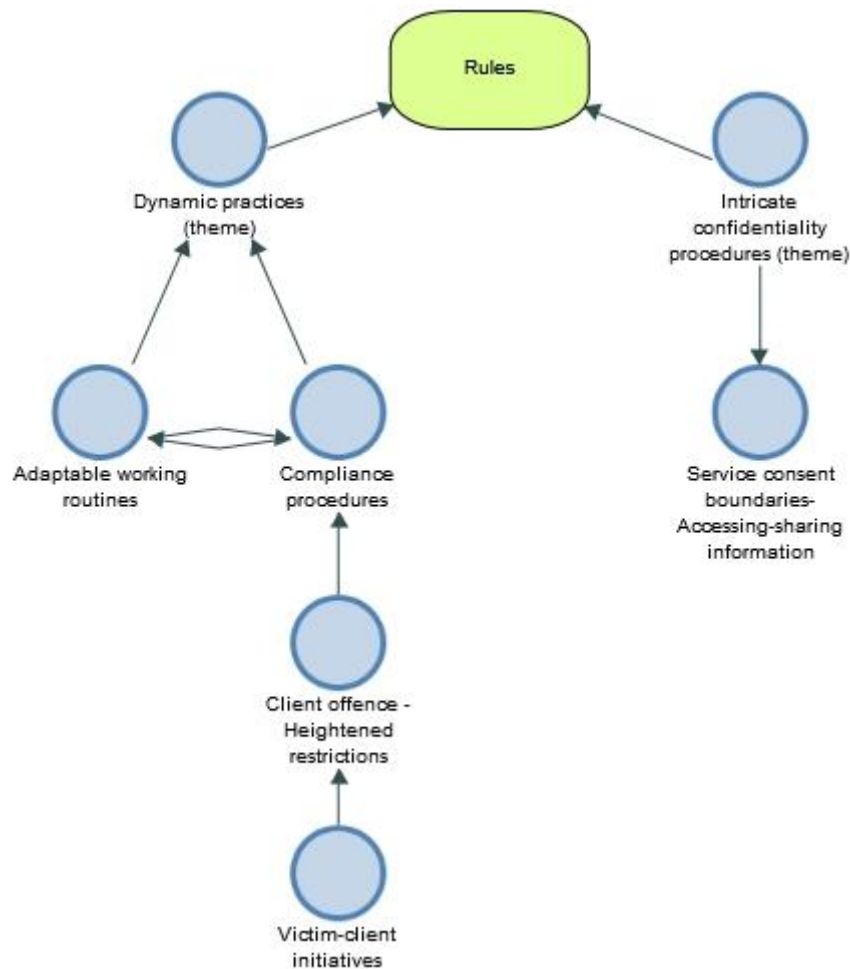 Rules
Dynamic practices
(theme)
Intricate
confidentiality
procedures (theme)
Adaptable working
routines
Compliance
procedures
Service consent
boundaries-
Accessing-sharing
information
Client offence -
Heightened
restrictions
Victim-client
initiatives